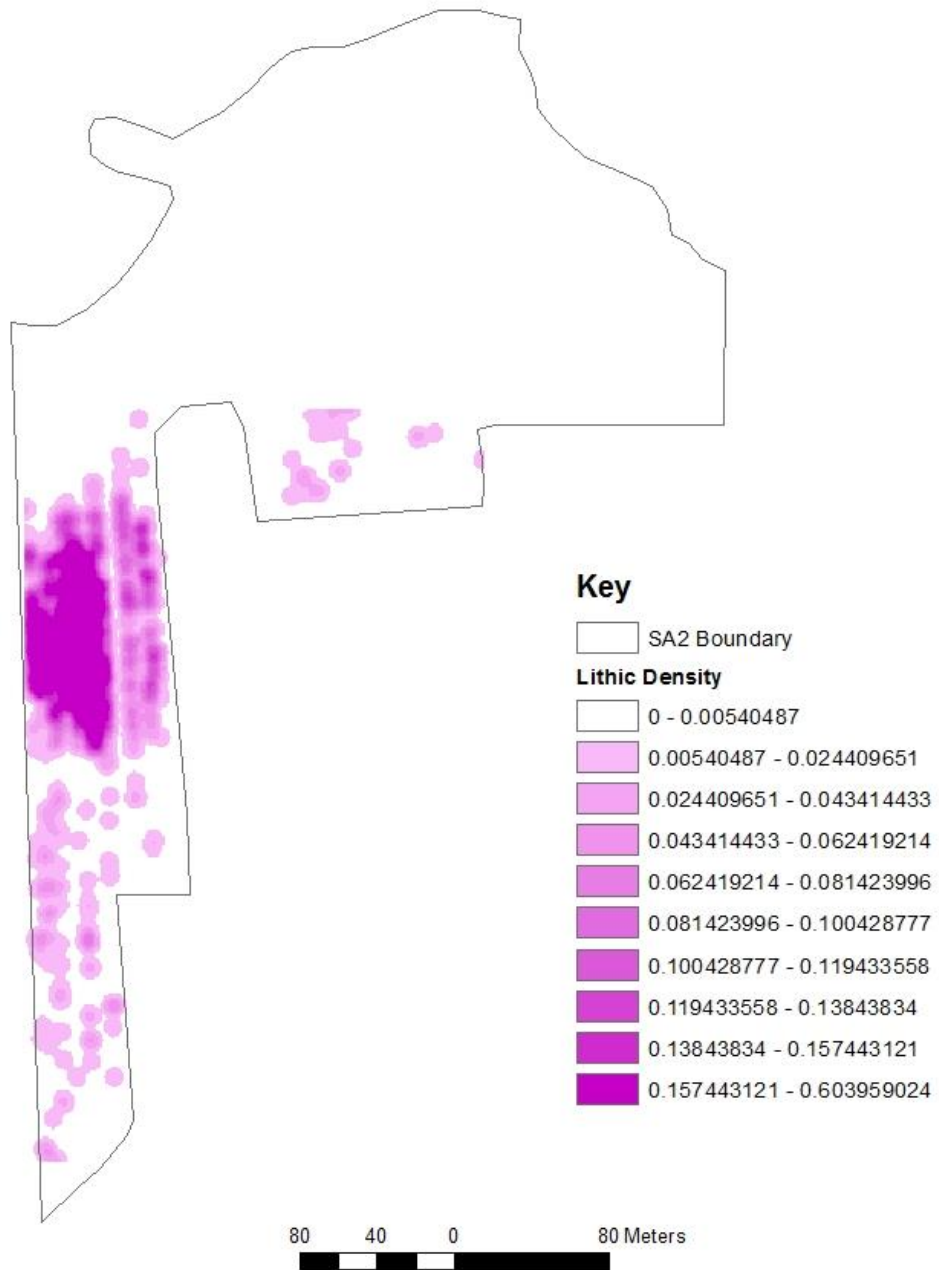 Key
SA2 Boundary
Lithic Density
0 - 0.00540487
0.00540487 - 0.024409651
0.024409651 - 0.043414433
0.043414433 - 0.062419214
0.062419214 - 0.081423996
0.081423996 - 0.100428777
0.100428777 - 0.119433558
0.119433558 - 0.13843834
0.13843834 - 0.157443121
0.157443121 - 0.603959024
80 40 0 80 Meters